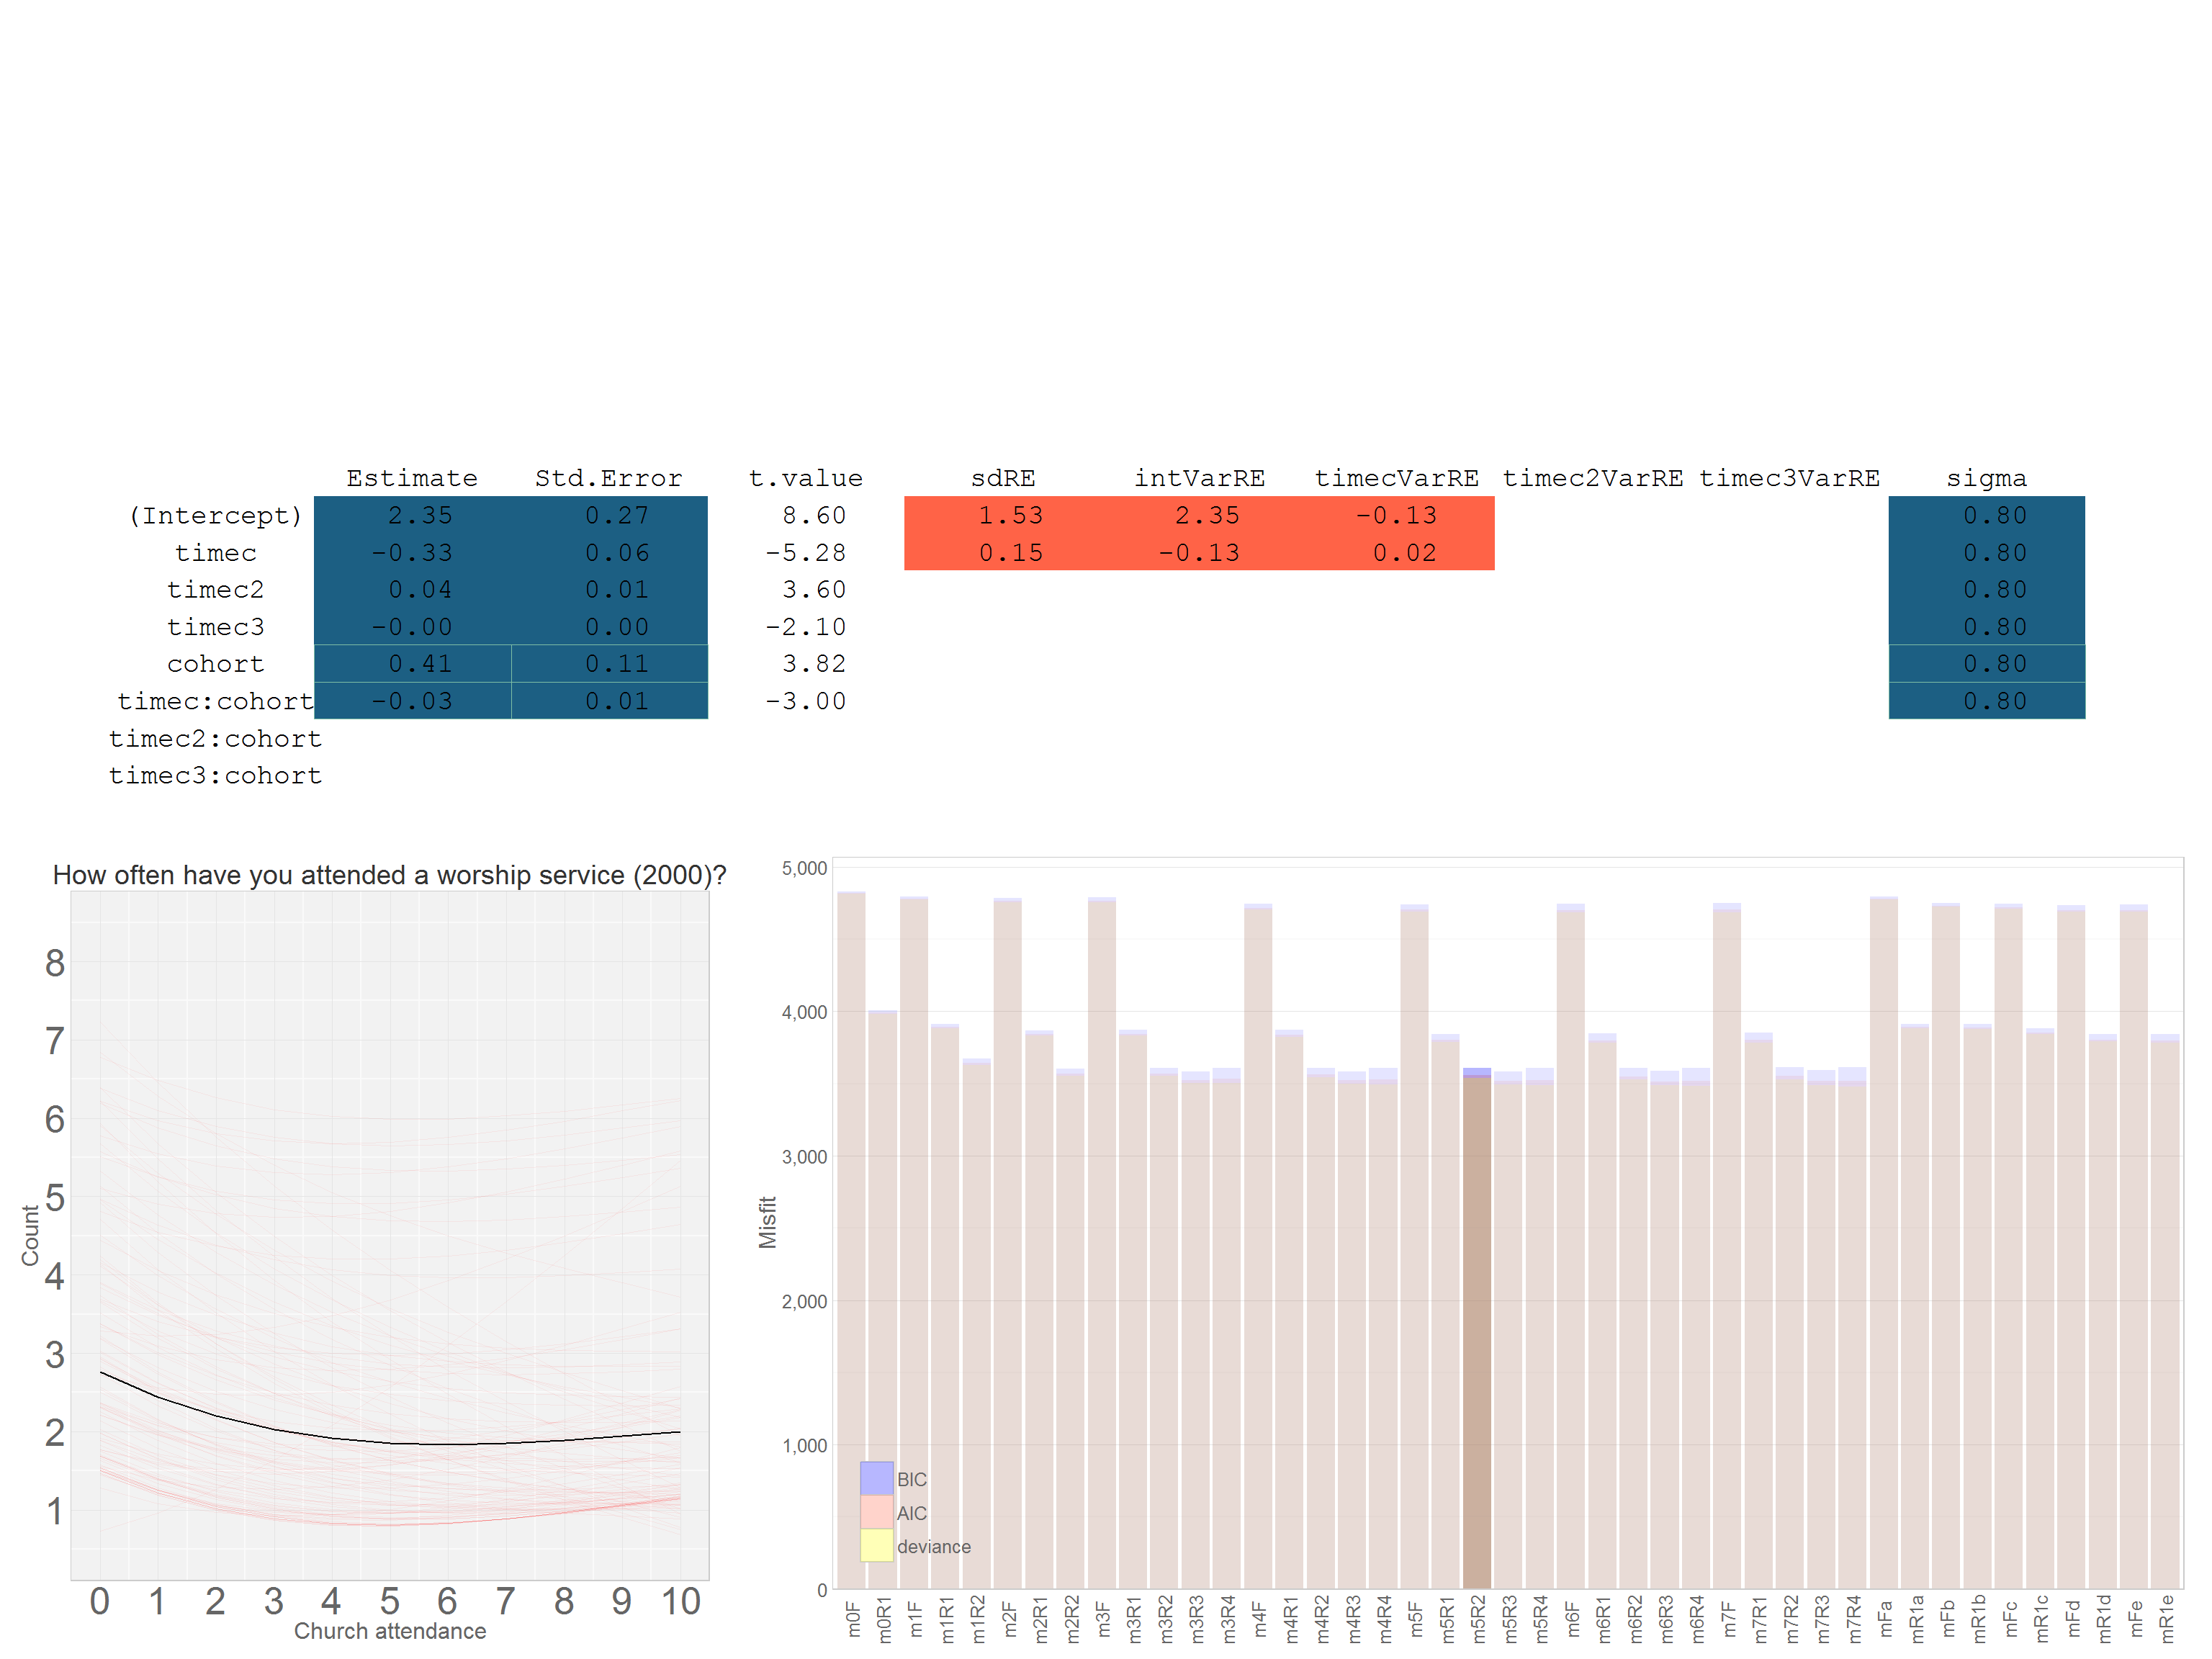 Estimate Std.Error t.value sdRE intVarRE timecVarRE timec2VarRE timec3VarRE sigma
(Intercept) 2.35 0.27 8.60 1.53 2.35 -0.13 0.80
timec -0.33 0.06 -5.28 0.15 -0.13 0.02 0.80
timec2 0.04 0.01 3.60 0.80
timec3 -0.00 0.00 -2.10 0.80
cohort 0.41 0.11 3.82 0.80
timec:cohort -0.03 0.01 -3.00 0.80
timec2:cohort
timec3:cohort
How often have you attended a worship service (2000)?
Count
8
7
6
5
4
3
2
1
0 1 2 3 4 5 6 7 8 9 10
Church attendance
Misfit
5,000
4,000
3,000
2,000
1,000
0
BIC
AIC
deviance
m0F m0R1 m1F m1R1 m1R2 m2F m2R1 m2R2 m3F m3R1 m3R2 m3R3 m3R4 m4F m4R1 m4R2 m4R3 m4R4 m5F m5R1 m5R2 m5R3 m5R4 m6F m6R1 m6R2 m6R3 m6R4 m7F m7R1 m7R2 m7R3 m7R4 mFa mR1a mFb mR1b mFc mR1c mFd mR1d mFe mR1e